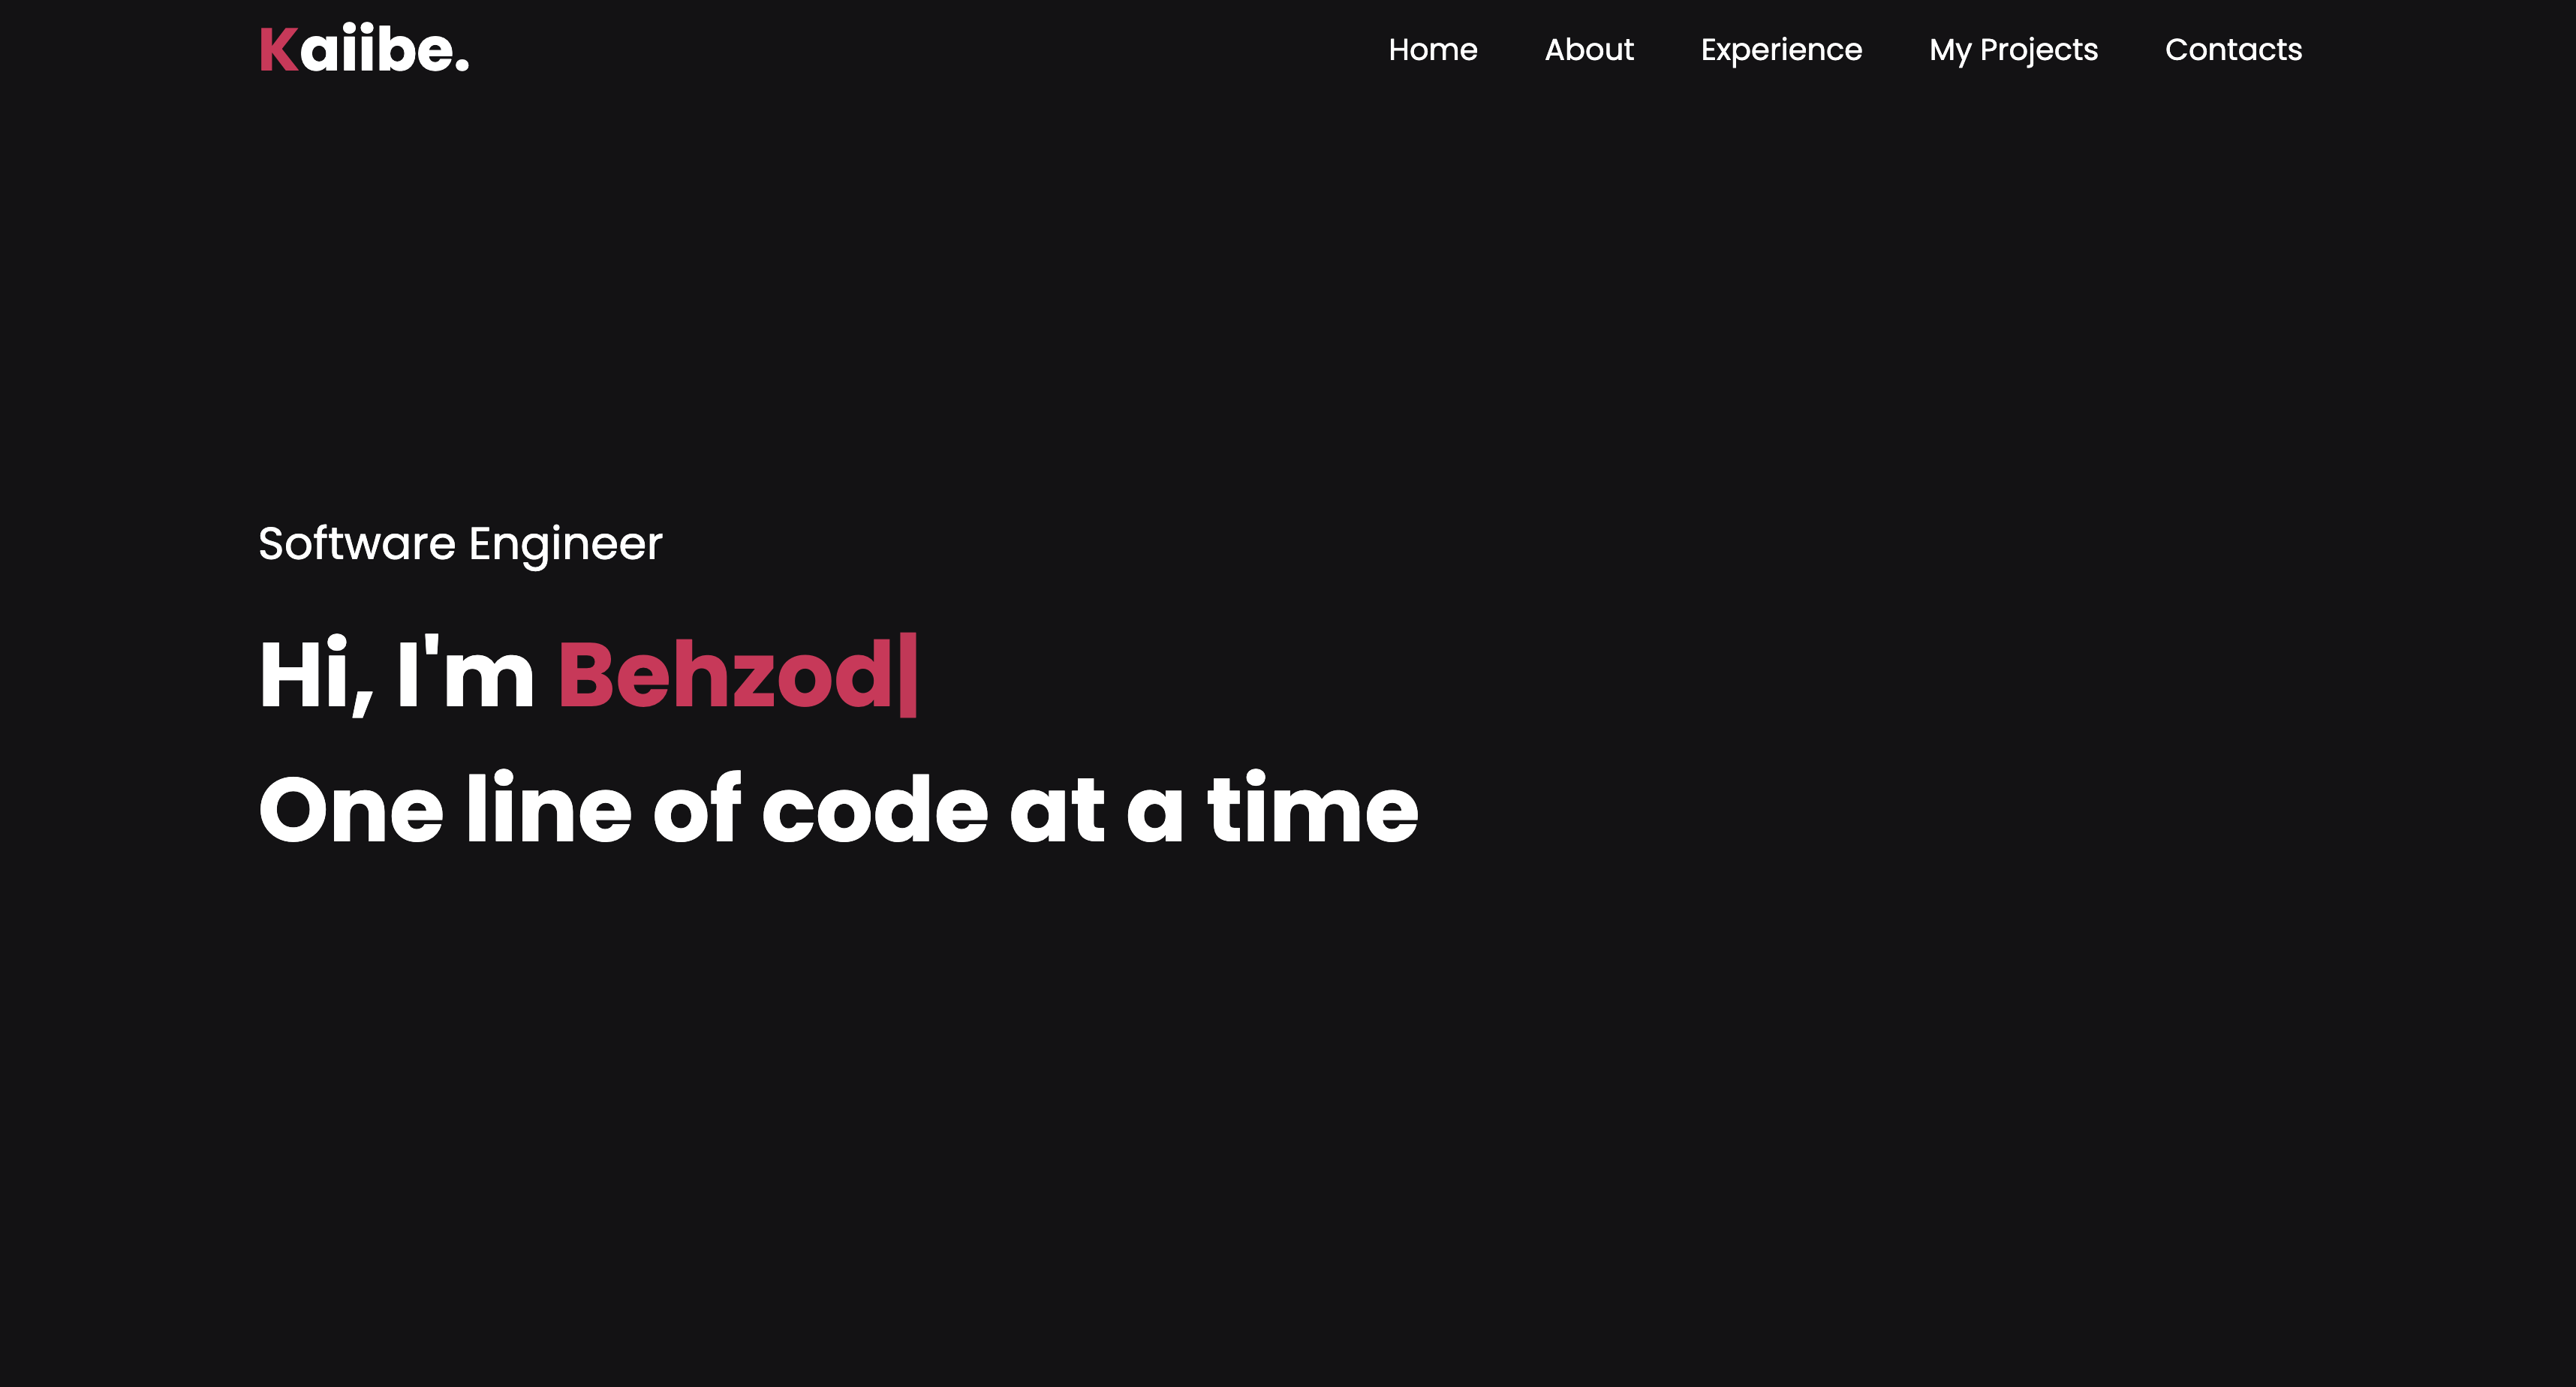 Kaiibe.
Home About Experience My Projects Contacts
Software Engineer
Hi, I'm Behzod|
One line of code at a time